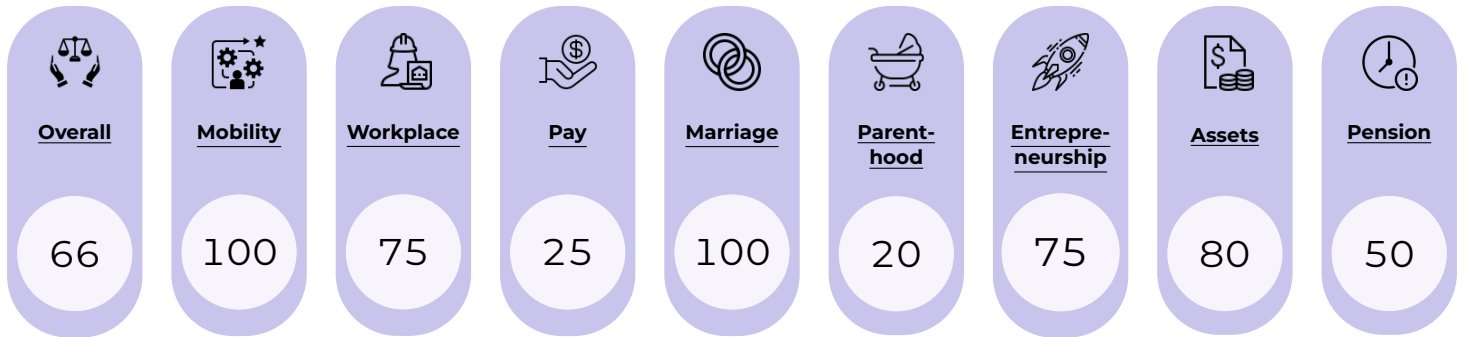 Overall
66
Mobility
100
Workplace
75
$
Pay
25
Marriage
100
Parent-
hood
20
Entrepre-
neurship
75
$
Assets
80
!
Pension
50